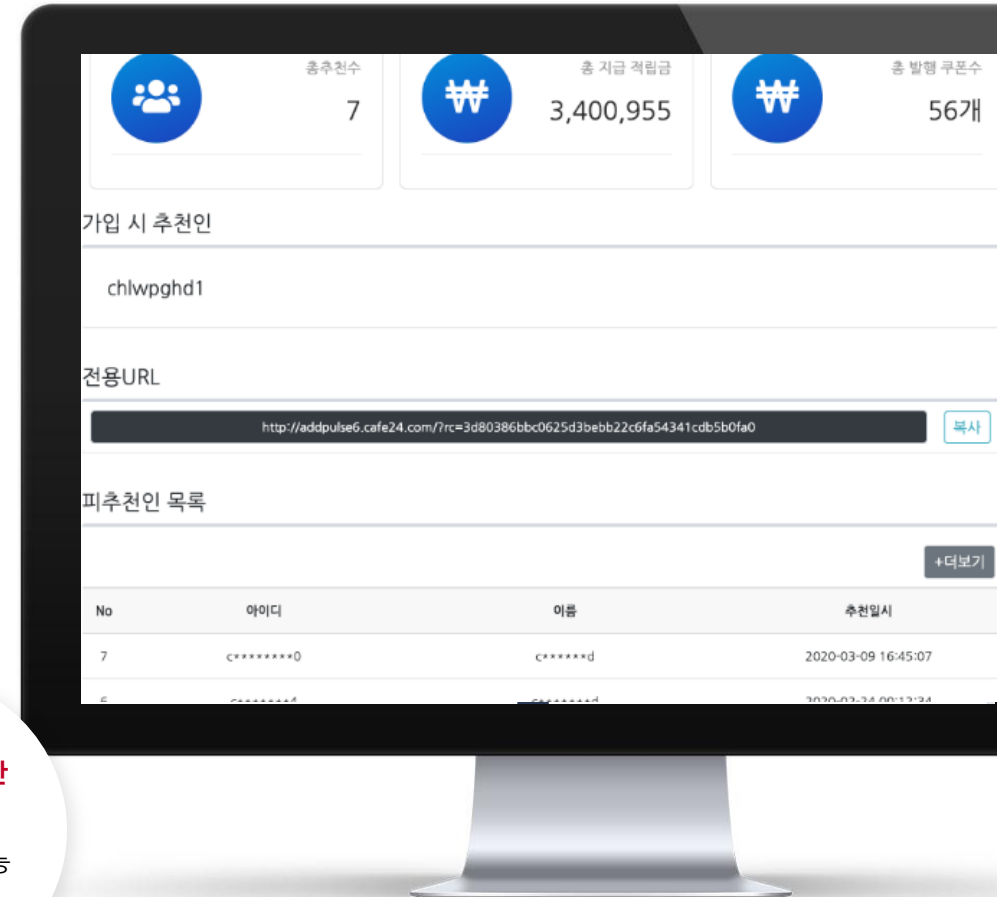 총추천수
7
총 지급 적립금
3,400,955
총 발행 쿠폰수
56개
가입 시 추천인
chlwpghd1
전용URL
http://addpulse6.cafe24.com/?rc=3d80386bbc0625d3bebb22c6fa54341cdb5b0fa0 복사
피추천인 목록
+더보기
No 아이디 이름 추천일시
7 c********0 c******d 2020-03-09 16:45:07